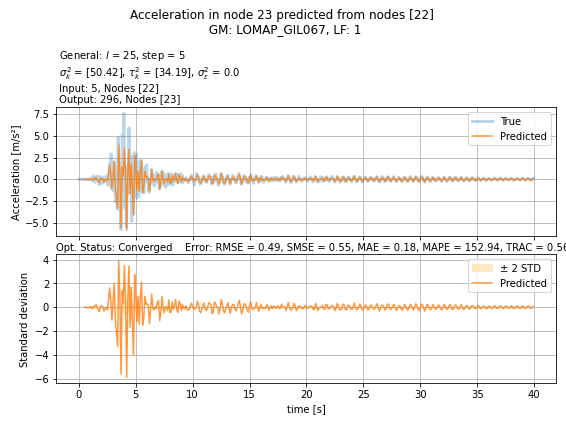 Acceleration in node 23 predicted from nodes [22]
GM: LOMAP_GIL067, LF: 1
General: l = 25, step = 5
σ²ₖ = [50.42], τ²ₖ = [34.19], σ²ε = 0.0
Input: 5, Nodes [22]
Output: 296, Nodes [23]
Acceleration [m/s²]
7.5
5.0
2.5
0.0
−2.5
−5.0
True
Predicted
Opt. Status: Converged Error: RMSE = 0.49, SMSE = 0.55, MAE = 0.18, MAPE = 152.94, TRAC = 0.56
Standard deviation
4
2
0
−2
−4
−6
± 2 STD
Predicted
0 5 10 15 20 25 30 35 40
time [s]